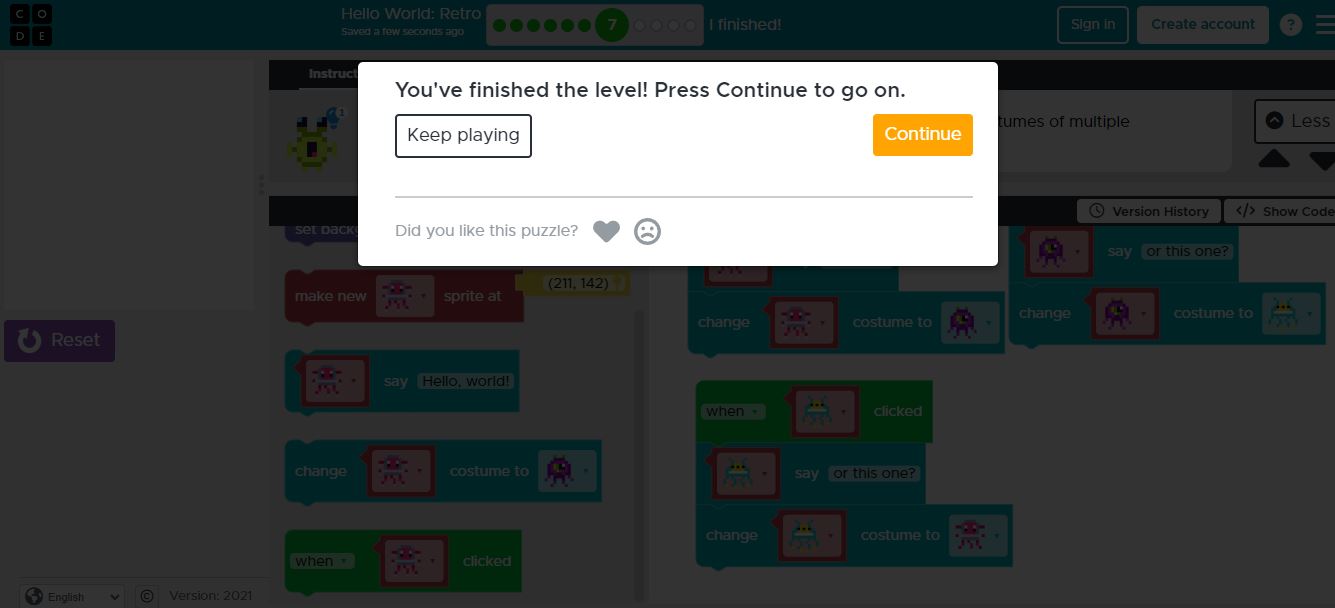 C O
D E
Hello World: Retro
Saved a few seconds ago
7
I finished!
Sign in
Create account
?
Instruct
You've finished the level! Press Continue to go on.
Keep playing
Continue
Did you like this puzzle?
1
tumes of multiple
Less
Version History
</> Show Code
set backg
make new sprite at (211, 142)
Reset
say Hello, world!
change costume to
when clicked
change costume to
say or this one?
change costume to
when clicked
say or this one?
change costume to
English
© Version: 2021